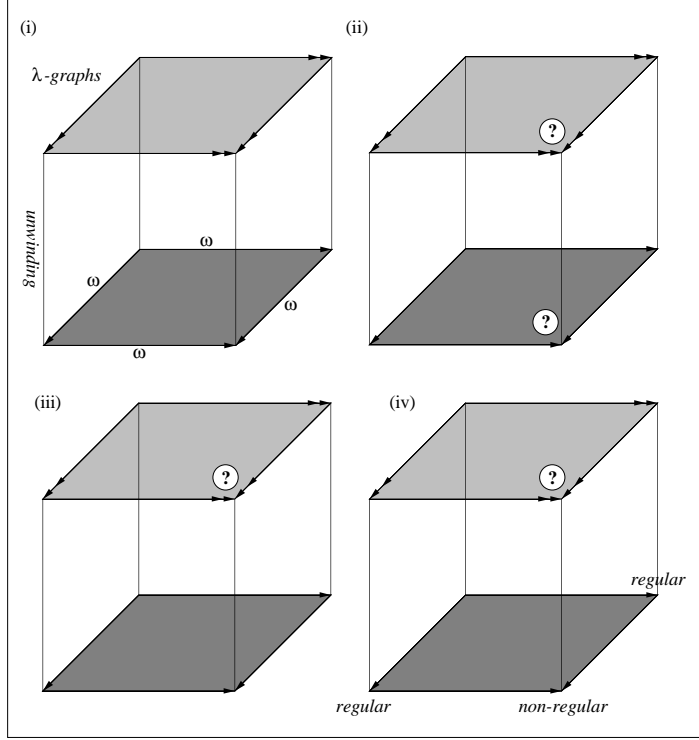 (i)
(ii)
λ-graphs
?
unwinding
ω
ω
ω
?
ω
(iii)
(iv)
?
?
regular
regular
non-regular